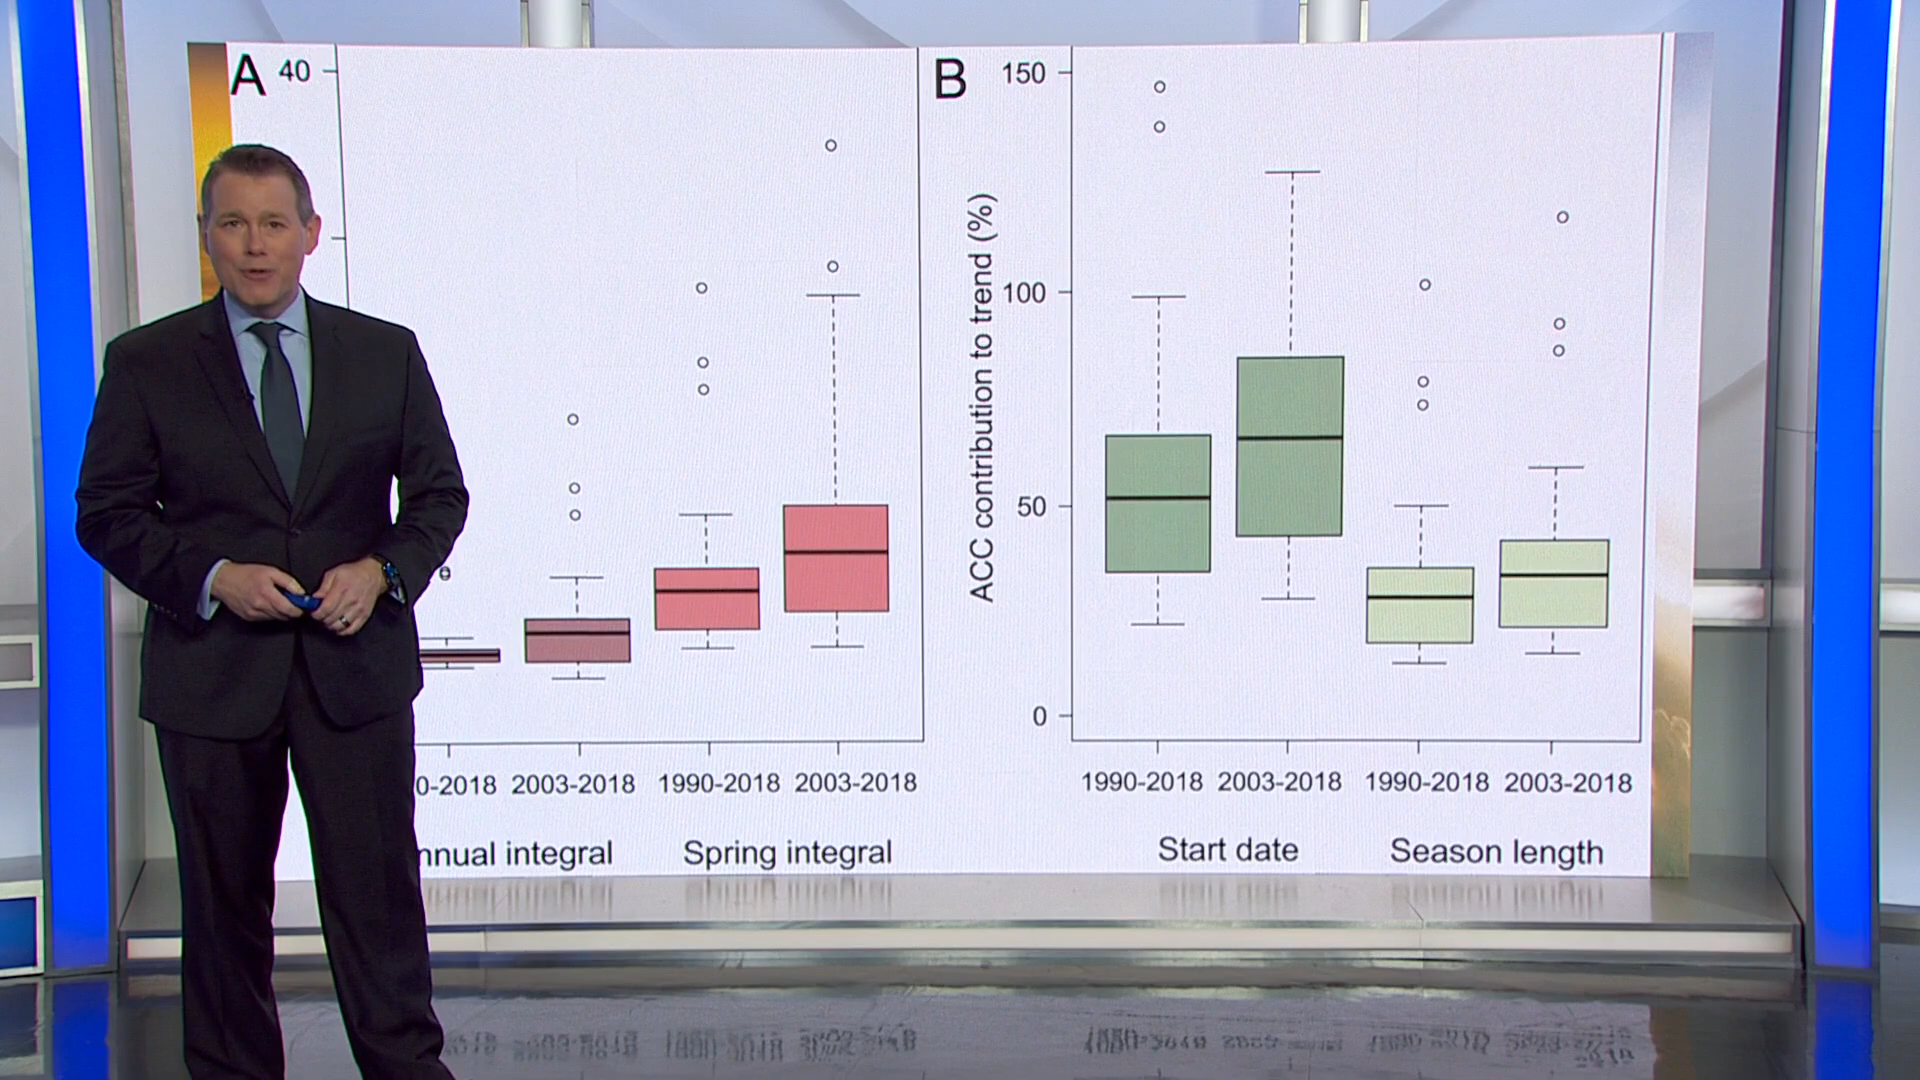 A
40
B
150
100
50
0
ACC contribution to trend (%)
0-2018 2003-2018 1990-2018 2003-2018
nnual integral Spring integral
1990-2018 2003-2018 1990-2018 2003-2018
Start date Season length